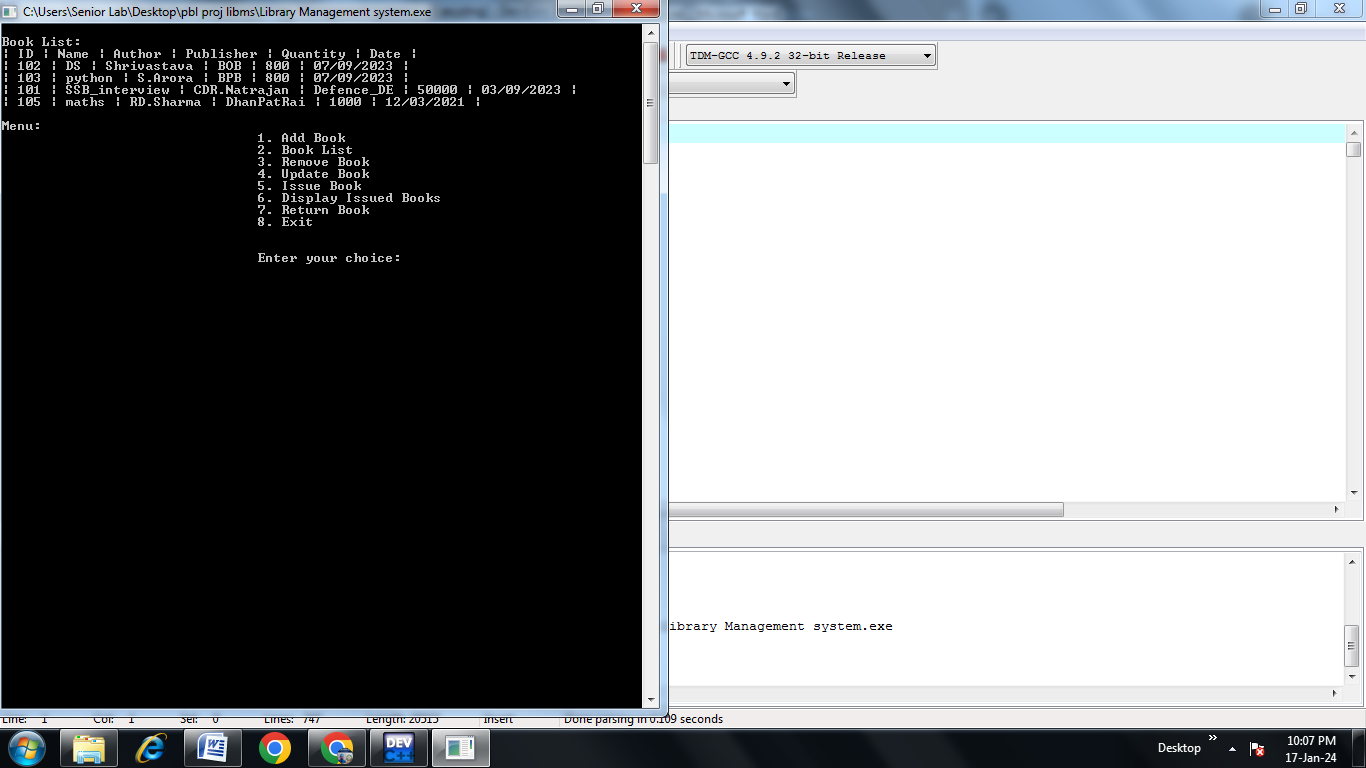 C:\Users\Senior Lab\Desktop\pbl proj libms\Library Management system.exe
Book List:
| ID | Name | Author | Publisher | Quantity | Date |
| 102 | DS | Shrivastava | BOB | 800 | 07/09/2023 |
| 103 | python | S.Arora | BPB | 800 | 07/09/2023 |
| 101 | SSB_interview | CDR.Natrajan | Defence_DE | 50000 | 03/09/2023 |
| 105 | maths | RD.Sharma | DhanPatRai | 1000 | 12/03/2021 |
Menu:
1. Add Book
2. Book List
3. Remove Book
4. Update Book
5. Issue Book
6. Display Issued Books
7. Return Book
8. Exit
Enter your choice:
TDM-GCC 4.9.2 32-bit Release
ibrary Management system.exe
Line: 1 Col: 1 Sel: 0 Lines: 747 Length: 20515 Insert Done parsing in 0.109 seconds
W
DEV
C++
Desktop
10:07 PM
17-Jan-24